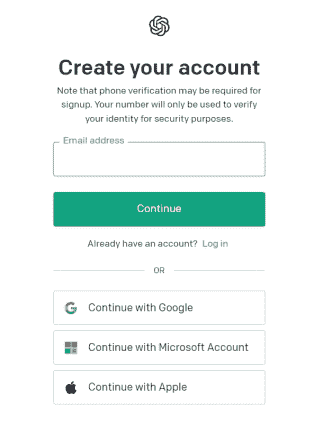 Create your account
Note that phone verification may be required for
signup. Your number will only be used to verify
your identity for security purposes.
Email address
Continue
Already have an account? Log in
OR
Continue with Google
Continue with Microsoft Account
Continue with Apple